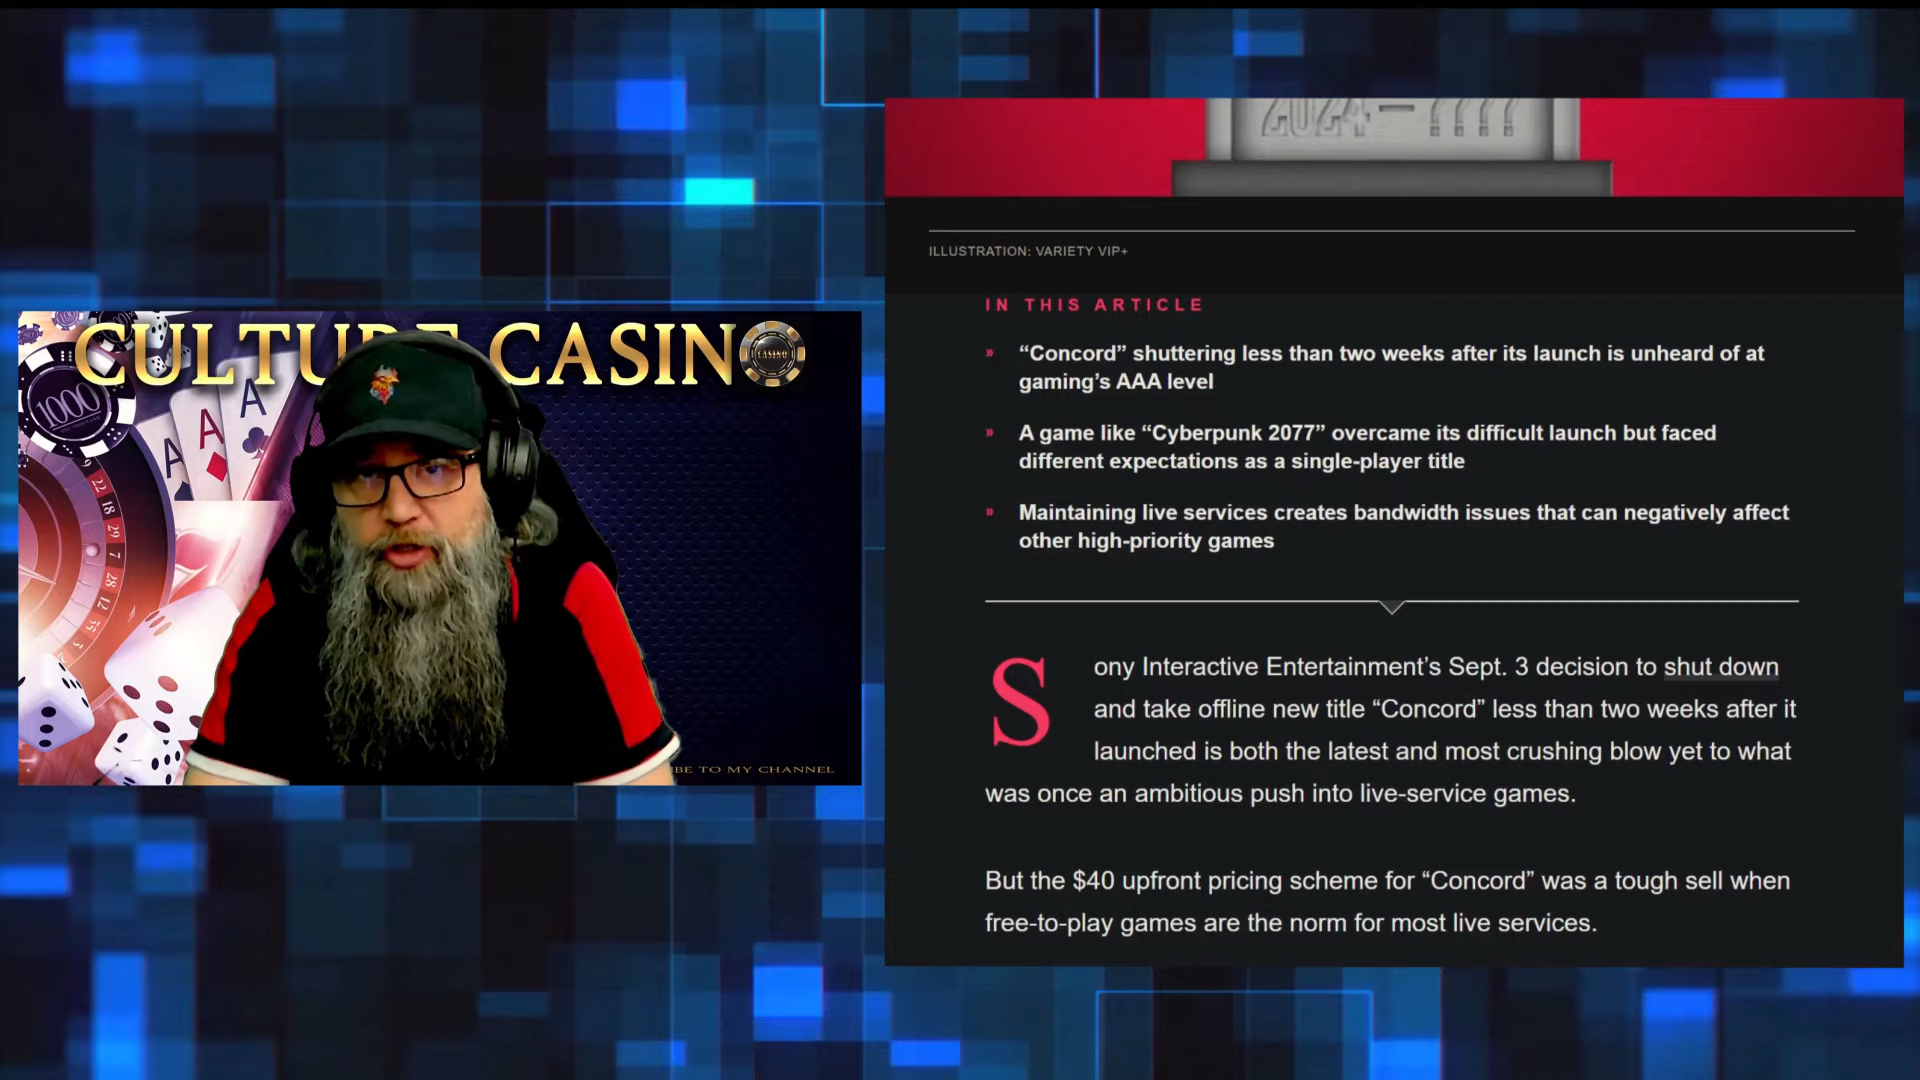 CULTURE CASINO
CASINO
1000
A
A
A
BE TO MY CHANNEL
2024 – ????
ILLUSTRATION: VARIETY VIP+
IN THIS ARTICLE
» “Concord” shuttering less than two weeks after its launch is unheard of at
gaming’s AAA level
» A game like “Cyberpunk 2077” overcame its difficult launch but faced
different expectations as a single-player title
» Maintaining live services creates bandwidth issues that can negatively affect
other high-priority games
Sony Interactive Entertainment’s Sept. 3 decision to shut down
and take offline new title “Concord” less than two weeks after it
launched is both the latest and most crushing blow yet to what
was once an ambitious push into live-service games.
But the $40 upfront pricing scheme for “Concord” was a tough sell when
free-to-play games are the norm for most live services.